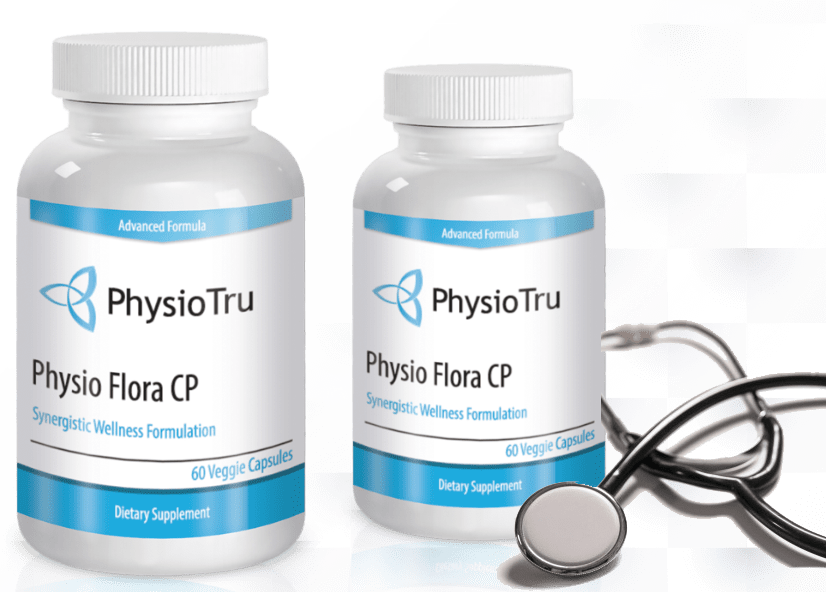 Advanced Formula
PhysioTru
Physio Flora CP
Synergistic Wellness Formulation
60 Veggie Capsules
Dietary Supplement
Advanced Formula
PhysioTru
Physio Flora CP
Synergistic Wellness Formulation
60 Veggie Capsules
Dietary Supplement